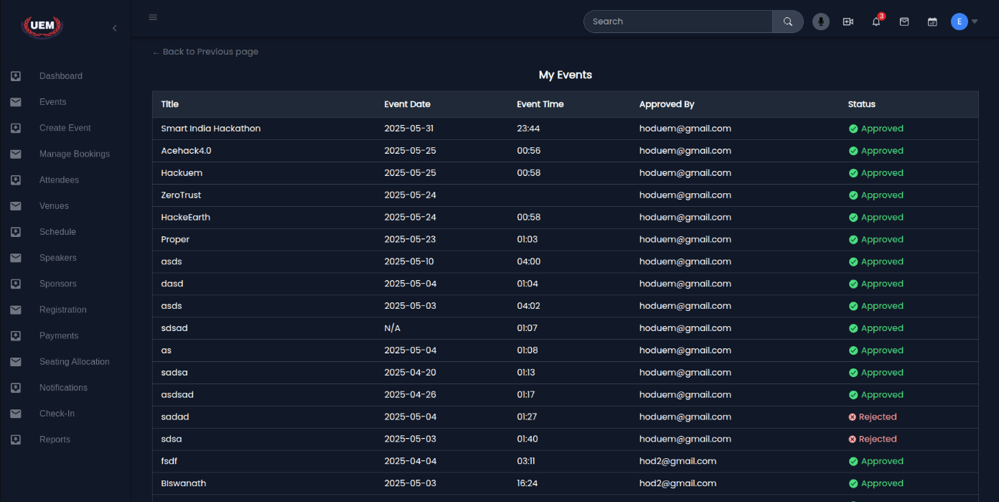 UEM
Search
3
E
← Back to Previous page
My Events
Dashboard
Events
Create Event
Manage Bookings
Attendees
Venues
Schedule
Speakers
Sponsors
Registration
Payments
Seating Allocation
Notifications
Check-In
Reports
Title Event Date Event Time Approved By Status
Smart India Hackathon 2025-05-31 23:44 hoduem@gmail.com Approved
Acehack4.0 2025-05-25 00:56 hoduem@gmail.com Approved
Hackuem 2025-05-25 00:58 hoduem@gmail.com Approved
ZeroTrust 2025-05-24 hoduem@gmail.com Approved
HackeEarth 2025-05-24 00:58 hoduem@gmail.com Approved
Proper 2025-05-23 01:03 hoduem@gmail.com Approved
asds 2025-05-10 04:00 hoduem@gmail.com Approved
dasd 2025-05-04 01:04 hoduem@gmail.com Approved
asds 2025-05-03 04:02 hoduem@gmail.com Approved
sdsad N/A 01:07 hoduem@gmail.com Approved
as 2025-05-04 01:08 hoduem@gmail.com Approved
sadsa 2025-04-20 01:13 hoduem@gmail.com Approved
asdsad 2025-04-26 01:17 hoduem@gmail.com Approved
sadad 2025-05-04 01:27 hoduem@gmail.com Rejected
sdsa 2025-05-03 01:40 hoduem@gmail.com Rejected
fsdf 2025-04-04 03:11 hod2@gmail.com Approved
BIswanath 2025-05-03 16:24 hod2@gmail.com Approved